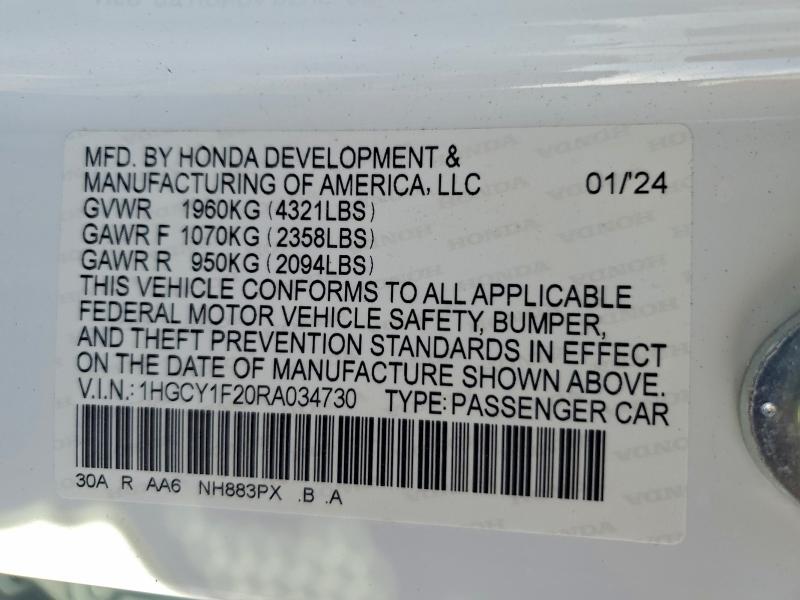 MFD. BY HONDA DEVELOPMENT &
MANUFACTURING OF AMERICA, LLC 01/'24
GVWR 1960KG (4321LBS)
GAWR F 1070KG (2358LBS)
GAWR R 950KG (2094LBS)
THIS VEHICLE CONFORMS TO ALL APPLICABLE
FEDERAL MOTOR VEHICLE SAFETY, BUMPER,
AND THEFT PREVENTION STANDARDS IN EFFECT
ON THE DATE OF MANUFACTURE SHOWN ABOVE.
V.I.N.: 1HGCY1F20RA034730 TYPE: PASSENGER CAR
30A R AA6 NH883PX .B .A